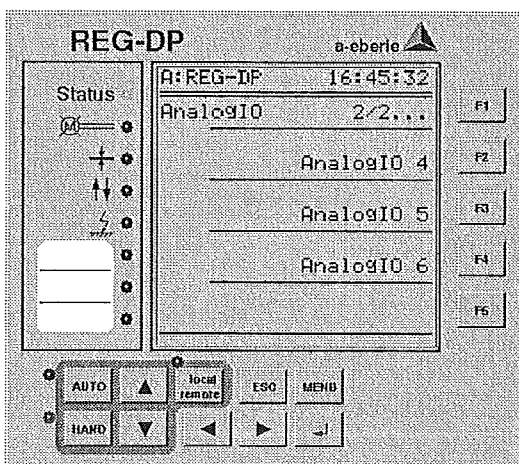 REG-DP
a-eberle
Status
M
A:REG-DP 16:45:32
AnalogIO 2/2...
AnalogIO 4
AnalogIO 5
AnalogIO 6
F1
F2
F3
F4
F5
AUTO
local
remote
ESC
MENU
HAND